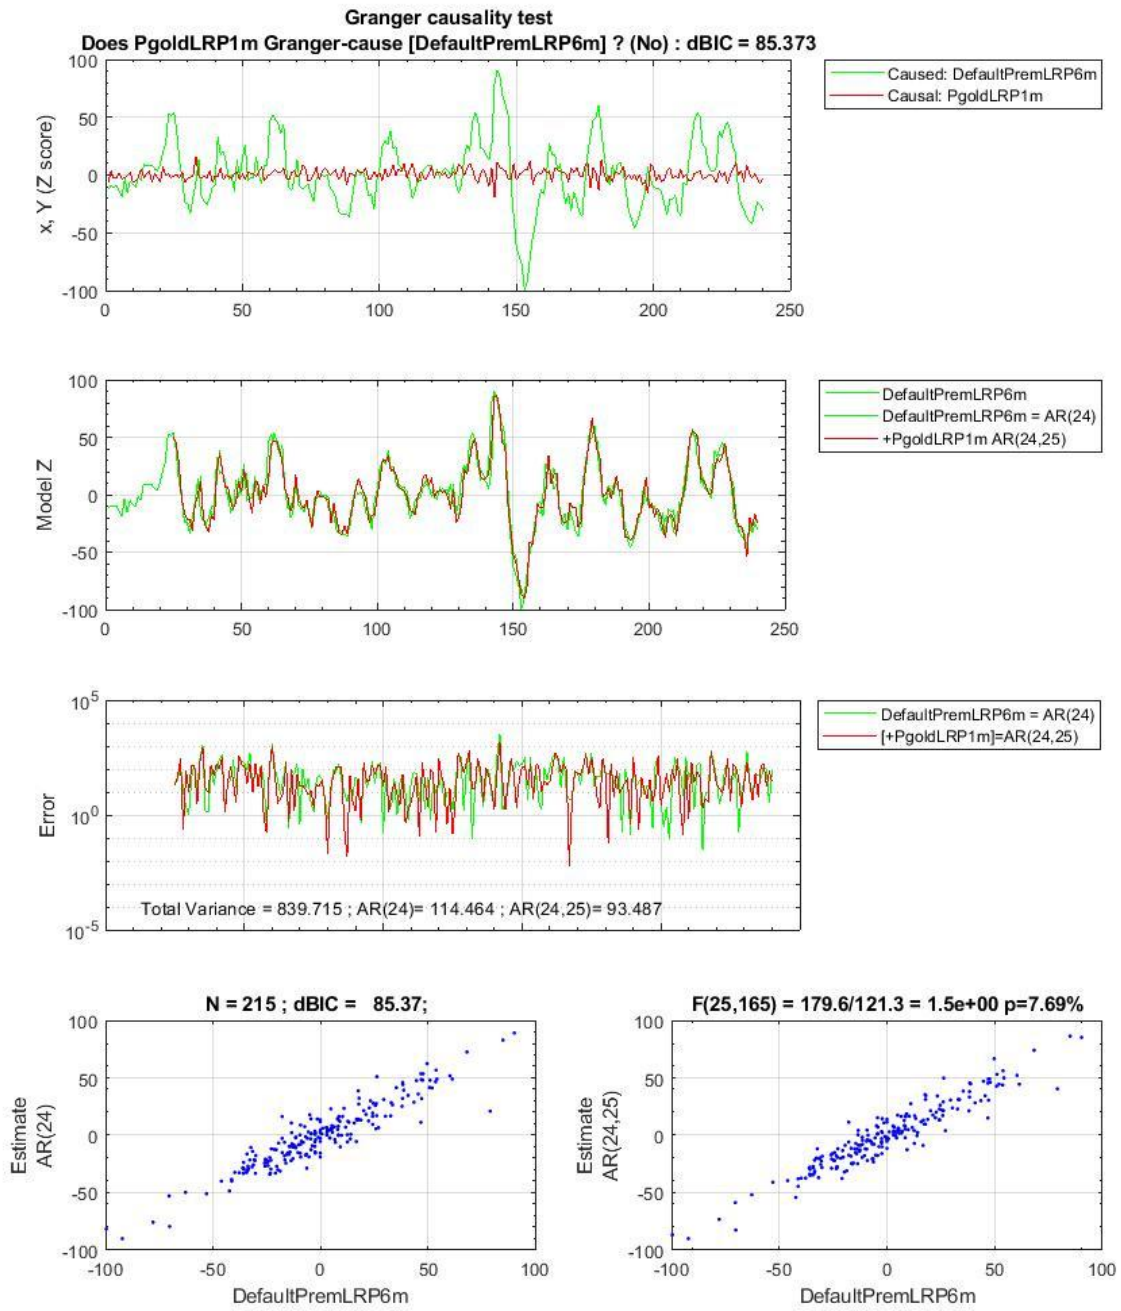 Granger causality test
Does PgoldLRP1m Granger-cause [DefaultPremLRP6m] ? (No) : dBIC = 85.373
x, Y (Z score)
100
50
0
-50
-100
0 50 100 150 200 250
Caused: DefaultPremLRP6m
Causal: PgoldLRP1m
Model Z
100
50
0
-50
-100
0 50 100 150 200 250
DefaultPremLRP6m
DefaultPremLRP6m = AR(24)
+PgoldLRP1m AR(24,25)
Error
10^5
10^0
10^-5
Total Variance = 839.715 ; AR(24)= 114.464 ; AR(24,25)= 93.487
DefaultPremLRP6m = AR(24)
[+PgoldLRP1m]=AR(24,25)
N = 215 ; dBIC = 85.37;
Estimate
AR(24)
100
50
0
-50
-100
-100 -50 0 50 100
DefaultPremLRP6m
F(25,165) = 179.6/121.3 = 1.5e+00 p=7.69%
Estimate
AR(24,25)
100
50
0
-50
-100
-100 -50 0 50 100
DefaultPremLRP6m